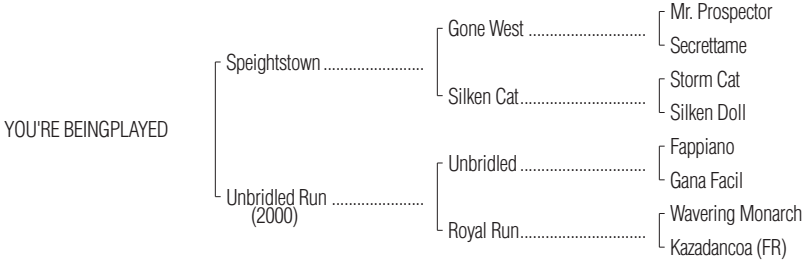 Mr. Prospector
Gone West ..............................
Secrettame
Speightstown .........................
Storm Cat
Silken Cat................................
Silken Doll
YOU'RE BEINGPLAYED
Fappiano
Unbridled ................................
Gana Facil
Unbridled Run .......................
(2000)
Wavering Monarch
Royal Run................................
Kazadancoa (FR)